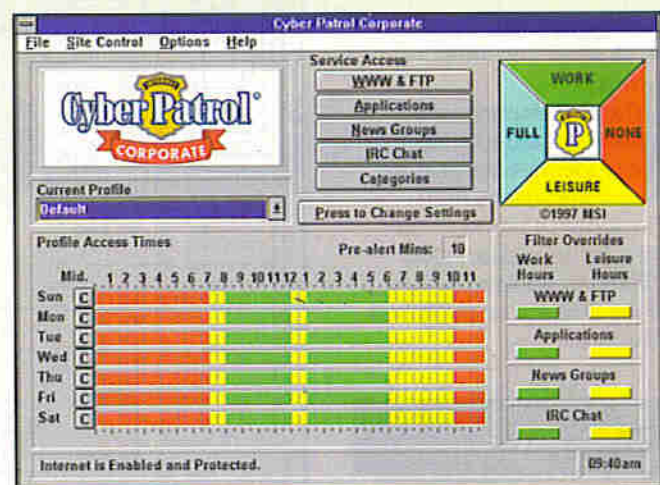 Cyber Patrol Corporate
File Site Control Options Help
Cyber Patrol®
CORPORATE
Service Access
WWW & FTP
Applications
News Groups
IRC Chat
Categories
WORK
FULL
P
NONE
LEISURE
©1997 MSI
Current Profile
Default
Press to Change Settings
Profile Access Times
Pre-alert Mins: 10
Mid. 1 2 3 4 5 6 7 8 9 10 11 12 1 2 3 4 5 6 7 8 9 10 11
Sun C
Mon C
Tue C
Wed C
Thu C
Fri C
Sat C
Filter Overrides
Work Hours
Leisure Hours
WWW & FTP
Applications
News Groups
IRC Chat
Internet is Enabled and Protected.
09:40am